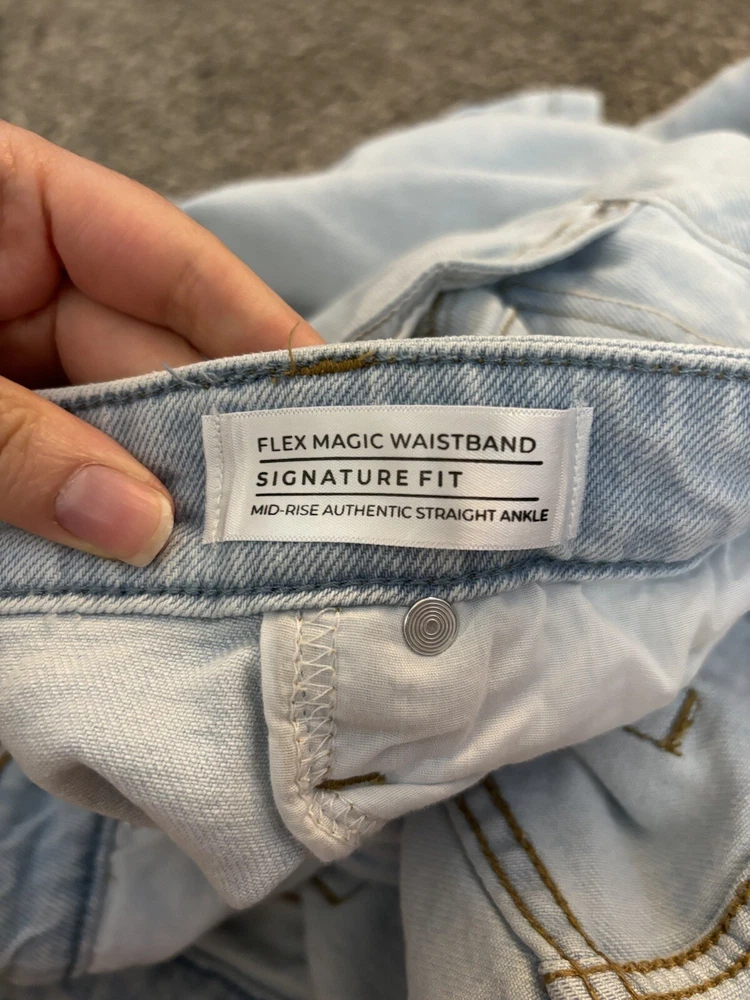 FLEX MAGIC WAISTBAND
SIGNATURE FIT
MID-RISE AUTHENTIC STRAIGHT ANKLE